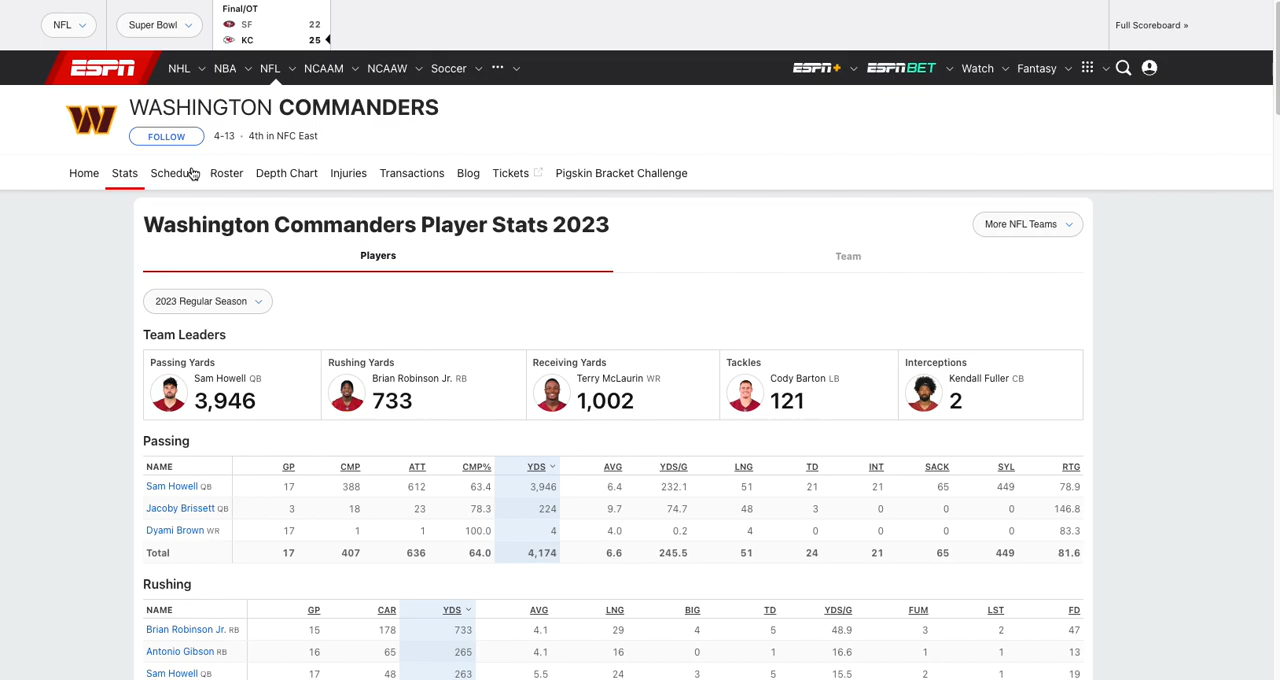 NFL Super Bowl Final/OT
SF 22
KC 25
Full Scoreboard »
ESPN NHL NBA NFL NCAAM NCAAW Soccer ••• ESPN+ ESPN BET Watch Fantasy
W WASHINGTON COMMANDERS
FOLLOW 4-13 · 4th in NFC East
Home Stats Schedule Roster Depth Chart Injuries Transactions Blog Tickets Pigskin Bracket Challenge
Washington Commanders Player Stats 2023 More NFL Teams
Players Team
2023 Regular Season
Team Leaders
Passing Yards Rushing Yards Receiving Yards Tackles Interceptions
Sam Howell QB Brian Robinson Jr. RB Terry McLaurin WR Cody Barton LB Kendall Fuller CB
3,946 733 1,002 121 2
Passing
NAME GP CMP ATT CMP% YDS AVG YDS/G LNG TD INT SACK SYL RTG
Sam Howell QB 17 388 612 63.4 3,946 6.4 232.1 51 21 21 65 449 78.9
Jacoby Brissett QB 3 18 23 78.3 224 9.7 74.7 48 3 0 0 0 146.8
Dyami Brown WR 17 1 1 100.0 4 4.0 0.2 4 0 0 0 0 83.3
Total 17 407 636 64.0 4,174 6.6 245.5 51 24 21 65 449 81.6
Rushing
NAME GP CAR YDS AVG LNG BIG TD YDS/G FUM LST FD
Brian Robinson Jr. RB 15 178 733 4.1 29 4 5 48.9 3 2 47
Antonio Gibson RB 16 65 265 4.1 16 0 1 16.6 1 1 13
Sam Howell QB 17 48 263 5.5 24 3 5 15.5 2 1 19